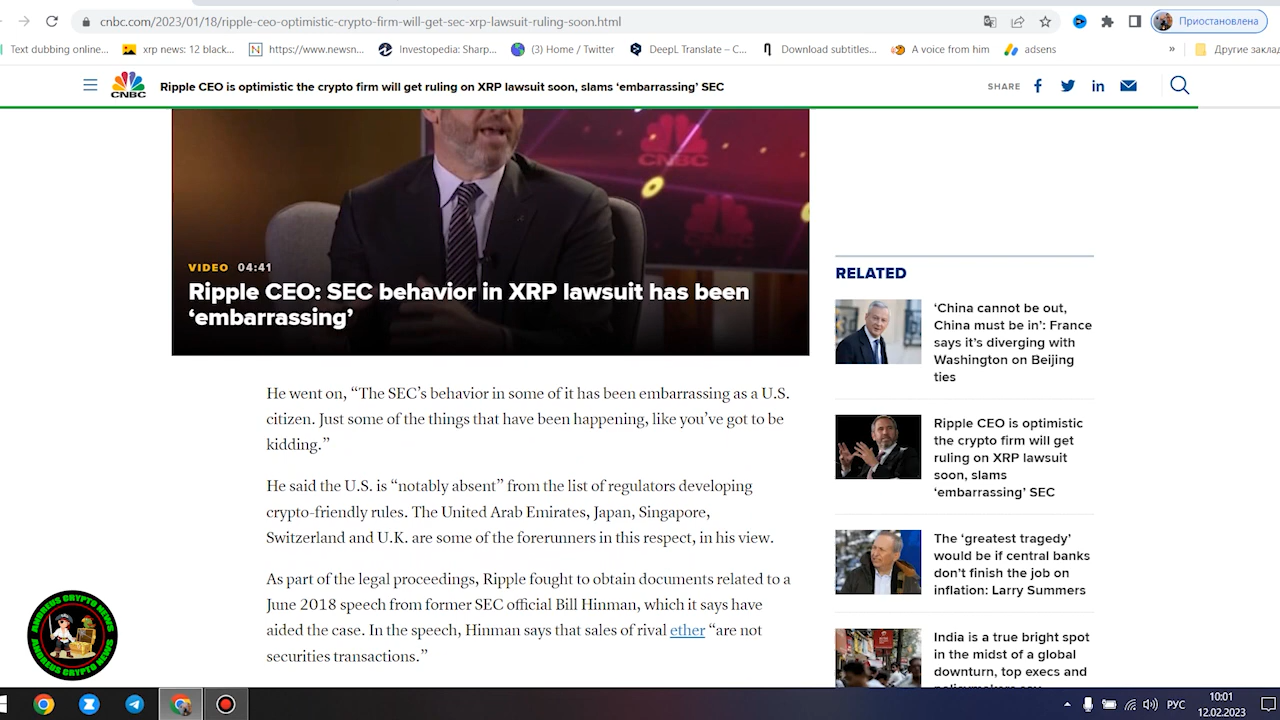 cnbc.com/2023/01/18/ripple-ceo-optimistic-crypto-firm-will-get-sec-xrp-lawsuit-ruling-soon.html
Приостановлена
Text dubbing online...
xrp news: 12 black...
https://www.newsn...
Investopedia: Sharp...
(3) Home / Twitter
DeepL Translate – C...
Download subtitles...
A voice from him
adsens
»
Другие закла
CNBC
Ripple CEO is optimistic the crypto firm will get ruling on XRP lawsuit soon, slams ‘embarrassing’ SEC
SHARE
CNBC
VIDEO 04:41
Ripple CEO: SEC behavior in XRP lawsuit has been
‘embarrassing’
He went on, “The SEC’s behavior in some of it has been embarrassing as a U.S.
citizen. Just some of the things that have been happening, like you’ve got to be
kidding.”
He said the U.S. is “notably absent” from the list of regulators developing
crypto-friendly rules. The United Arab Emirates, Japan, Singapore,
Switzerland and U.K. are some of the forerunners in this respect, in his view.
As part of the legal proceedings, Ripple fought to obtain documents related to a
June 2018 speech from former SEC official Bill Hinman, which it says have
aided the case. In the speech, Hinman says that sales of rival ether “are not
securities transactions.”
RELATED
‘China cannot be out,
China must be in’: France
says it’s diverging with
Washington on Beijing
ties
Ripple CEO is optimistic
the crypto firm will get
ruling on XRP lawsuit
soon, slams
‘embarrassing’ SEC
The ‘greatest tragedy’
would be if central banks
don’t finish the job on
inflation: Larry Summers
India is a true bright spot
in the midst of a global
downturn, top execs and
ANDREUS CRYPTO NEWS
ANDREUS CRYPTO NEWS
РУС
10:01
12.02.2023